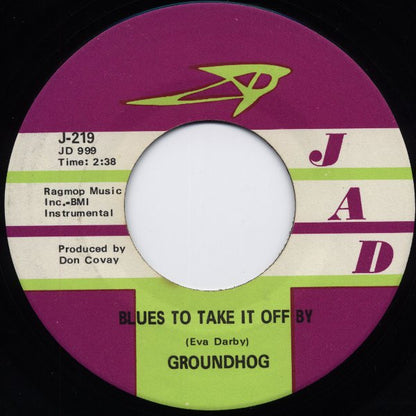 J-219
JD 999
Time: 2:38
Ragmop Music
Inc.-BMI
Instrumental
Produced by
Don Covay
J
A
D
BLUES TO TAKE IT OFF BY
(Eva Darby)
GROUNDHOG